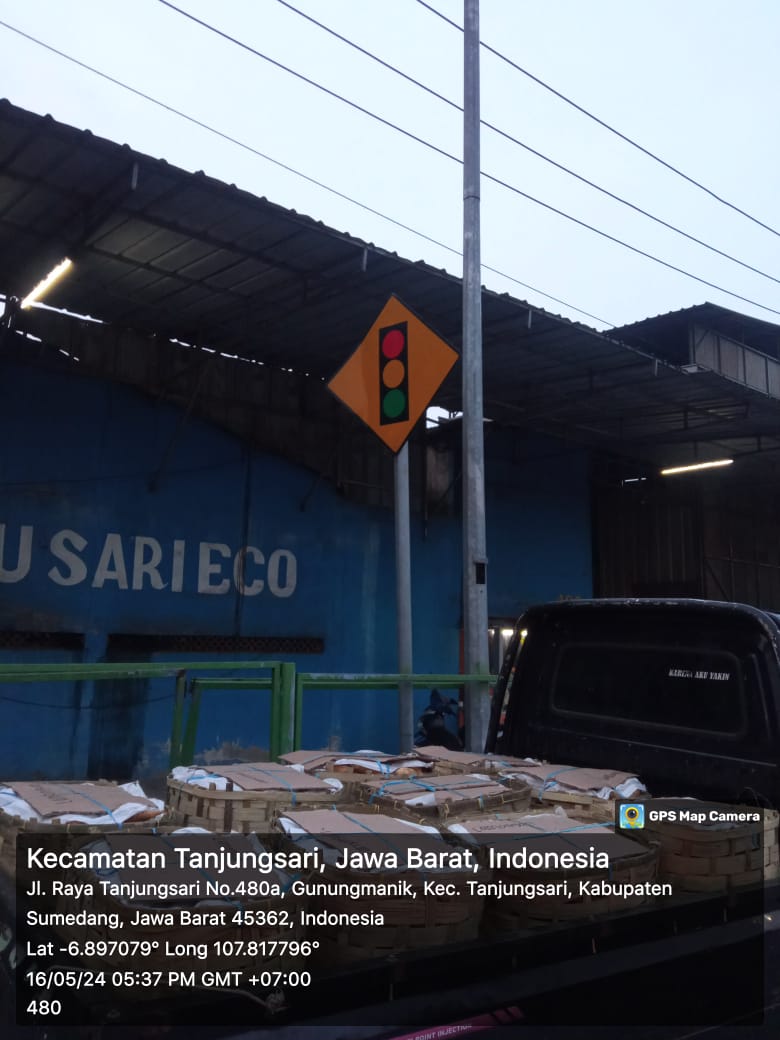 U SARI ECO
KARENA AKU YAKIN
GPS Map Camera
Kecamatan Tanjungsari, Jawa Barat, Indonesia
Jl. Raya Tanjungsari No.480a, Gunungmanik, Kec. Tanjungsari, Kabupaten
Sumedang, Jawa Barat 45362, Indonesia
Lat -6.897079° Long 107.817796°
16/05/24 05:37 PM GMT +07:00
480
POINT INJECTION